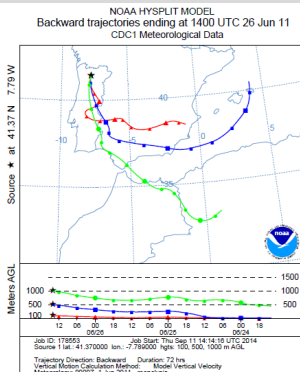 NOAA HYSPLIT MODEL
Backward trajectories ending at 1400 UTC 26 Jun 11
CDC1 Meteorological Data
Source ★ at 41.37 N 7.79 W
40
-10
-5
0
5
35
Meters AGL
1500
1000
1000
500
500
100
12 06 00 18 12 06 00 18 12 06 00 18
06/26 06/25 06/24
Job ID: 178553 Job Start: Thu Sep 11 14:14:16 UTC 2014
Source 1 lat.: 41.370000 lon.: -7.789000 hgts: 100, 500, 1000 m AGL
Trajectory Direction: Backward Duration: 72 hrs
Vertical Motion Calculation Method: Model Vertical Velocity
noaa